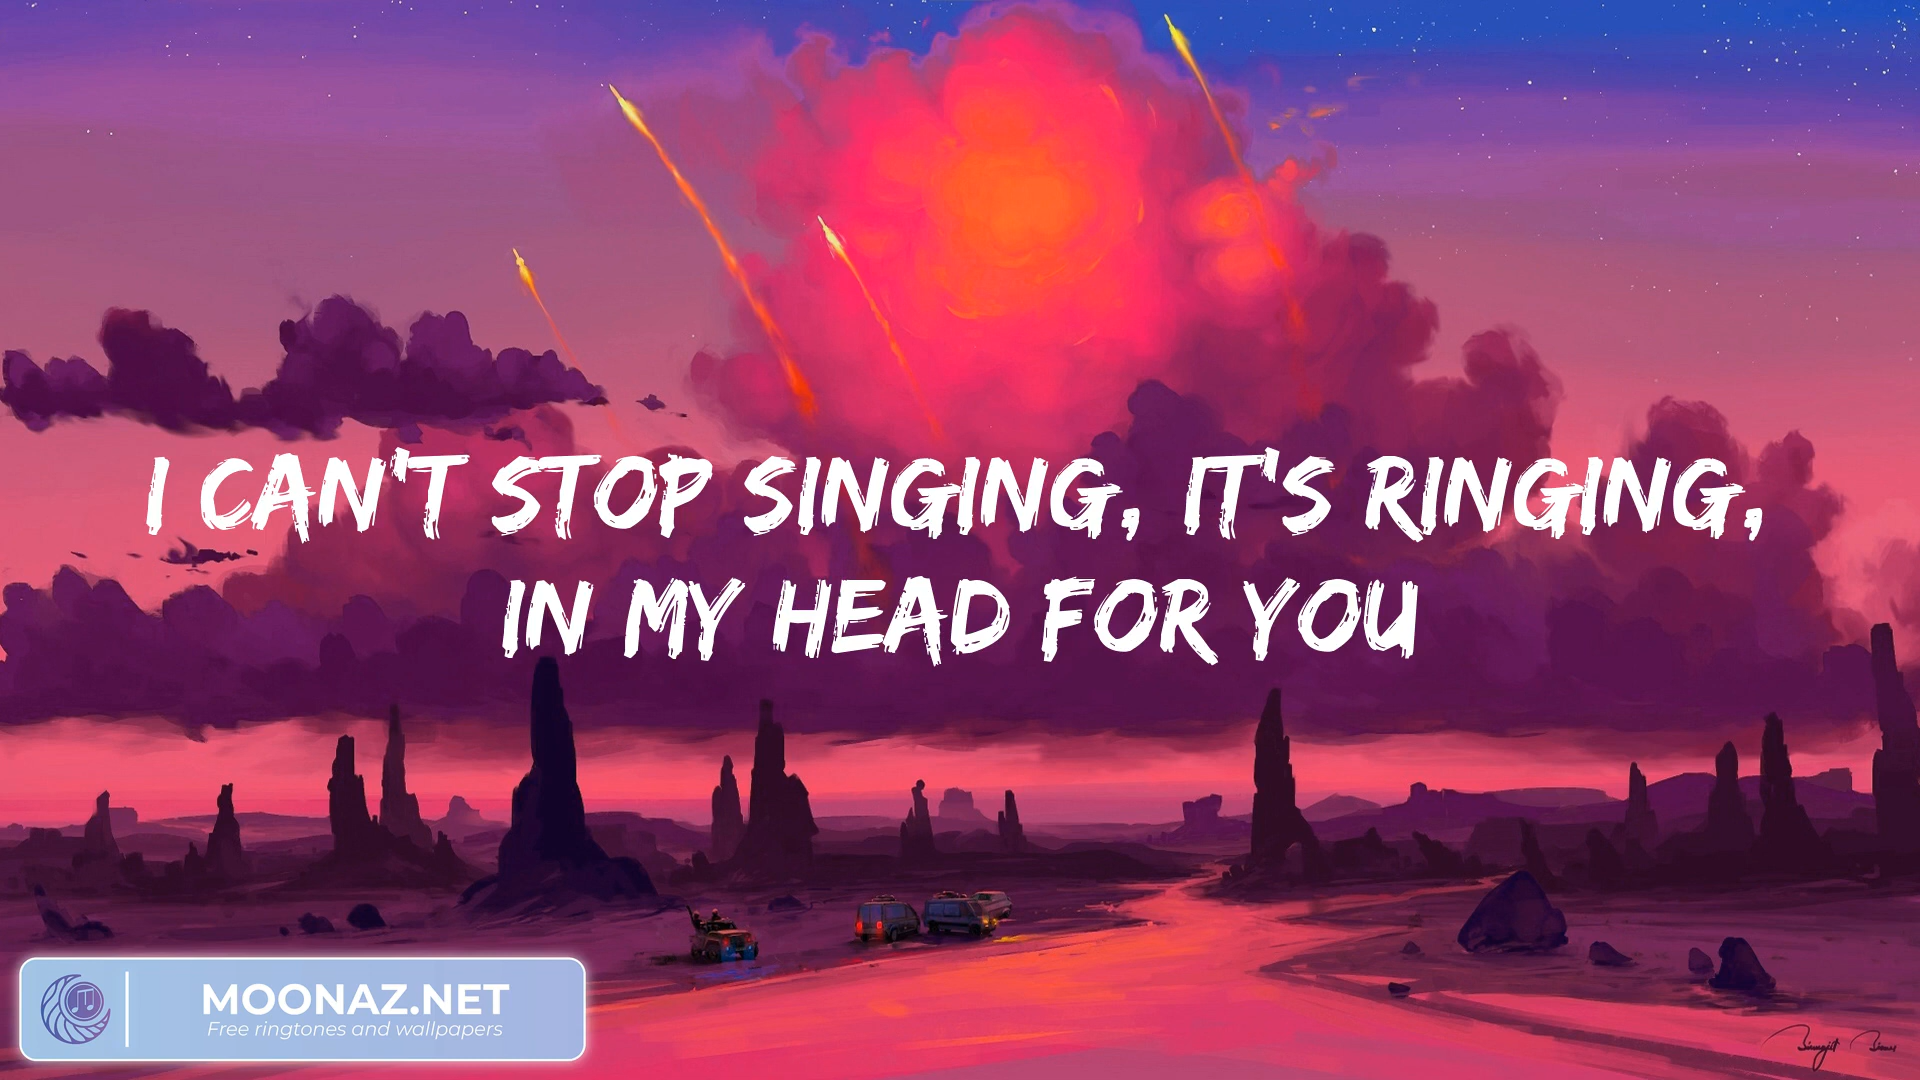 I CAN'T STOP SINGING, IT'S RINGING,
IN MY HEAD FOR YOU
MOONAZ.NET
Free ringtones and wallpapers